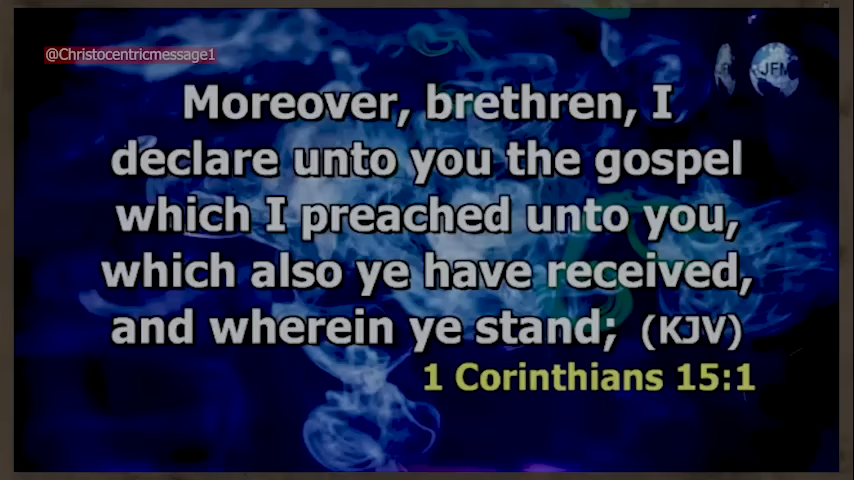 @Christocentricmessage1
JFM
Moreover, brethren, I
declare unto you the gospel
which I preached unto you,
which also ye have received,
and wherein ye stand; (KJV)
1 Corinthians 15:1